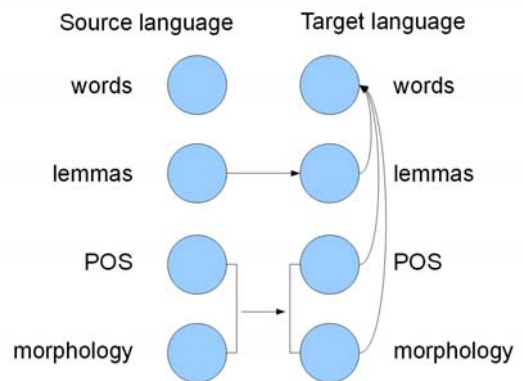 Source language Target language
words words
lemmas lemmas
POS POS
morphology morphology